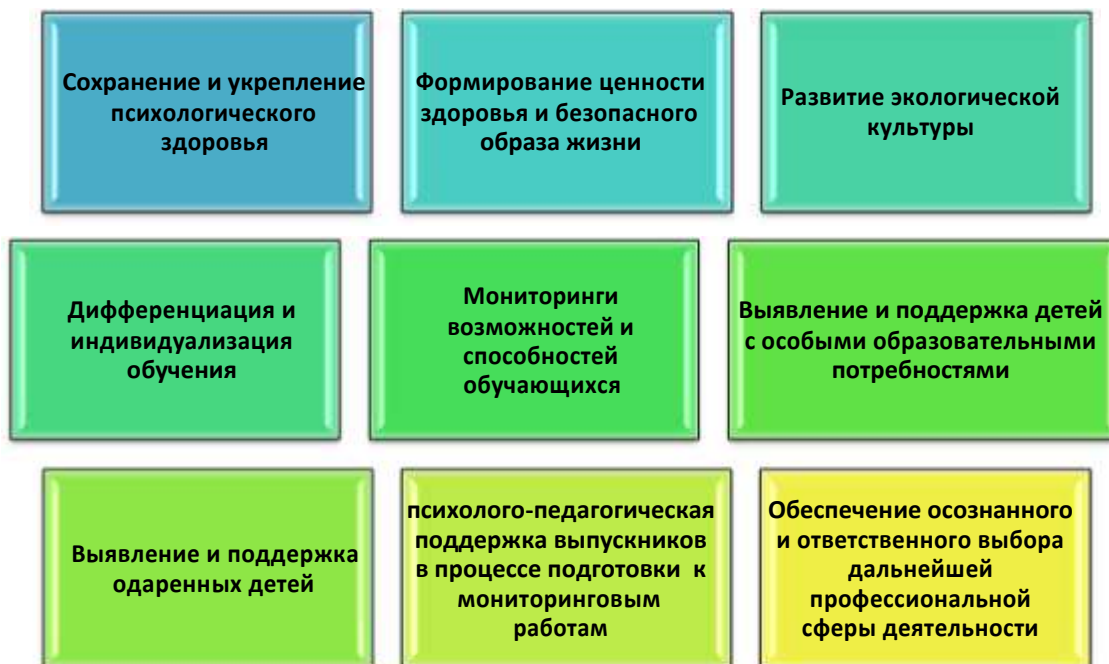 Сохранение и укрепление
психологического
здоровья
Формирование ценности
здоровья и безопасного
образа жизни
Развитие экологической
культуры
Дифференциация и
индивидуализация
обучения
Мониторинги
возможностей и
способностей
обучающихся
Выявление и поддержка детей
с особыми образовательными
потребностями
Выявление и поддержка
одаренных детей
психолого-педагогическая
поддержка выпускников
в процессе подготовки к
мониторинговым
работам
Обеспечение осознанного
и ответственного выбора
дальнейшей
профессиональной
сферы деятельности